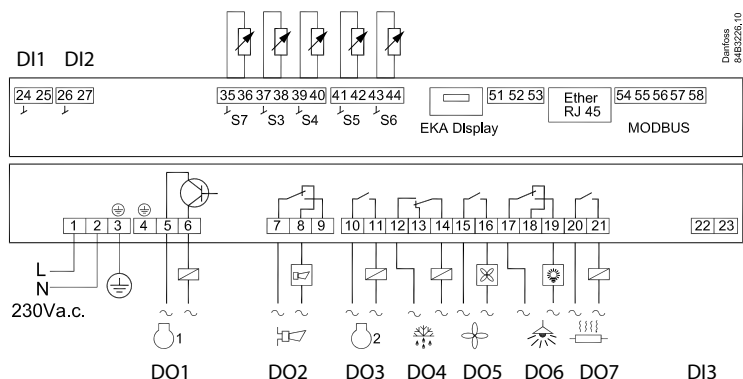 Danfoss
84B3226.10
DI1 DI2
24 25 26 27 35 36 37 38 39 40 41 42 43 44 51 52 53 Ether RJ 45 54 55 56 57 58
S7 S3 S4 S5 S6
EKA DIsplay
MODBUS
1 2 3 4 5 6 7 8 9 10 11 12 13 14 15 16 17 18 19 20 21 22 23
L
N
230Va.c.
1 2
DO1 DO2 DO3 DO4 DO5 DO6 DO7 DI3